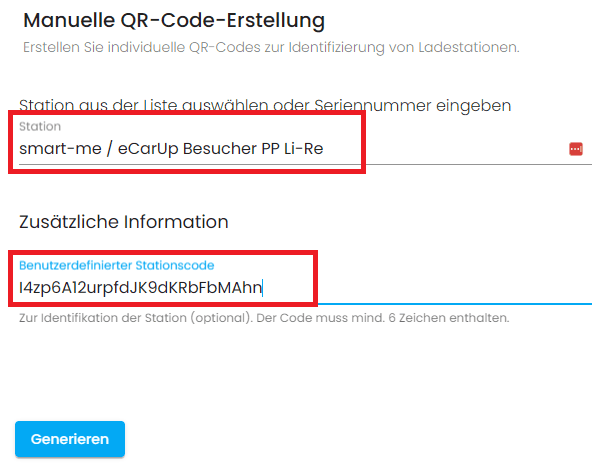 Manuelle QR-Code-Erstellung
Erstellen Sie individuelle QR-Codes zur Identifizierung von Ladestationen.
Station aus der Liste auswählen oder Seriennummer eingeben
Station
smart-me / eCarUp Besucher PP Li-Re
Zusätzliche Information
Benutzerdefinierter Stationscode
I4zp6A12urpfdJK9dKRbFbMAhn
Zur Identifikation der Station (optional). Der Code muss mind. 6 Zeichen enthalten.
Generieren